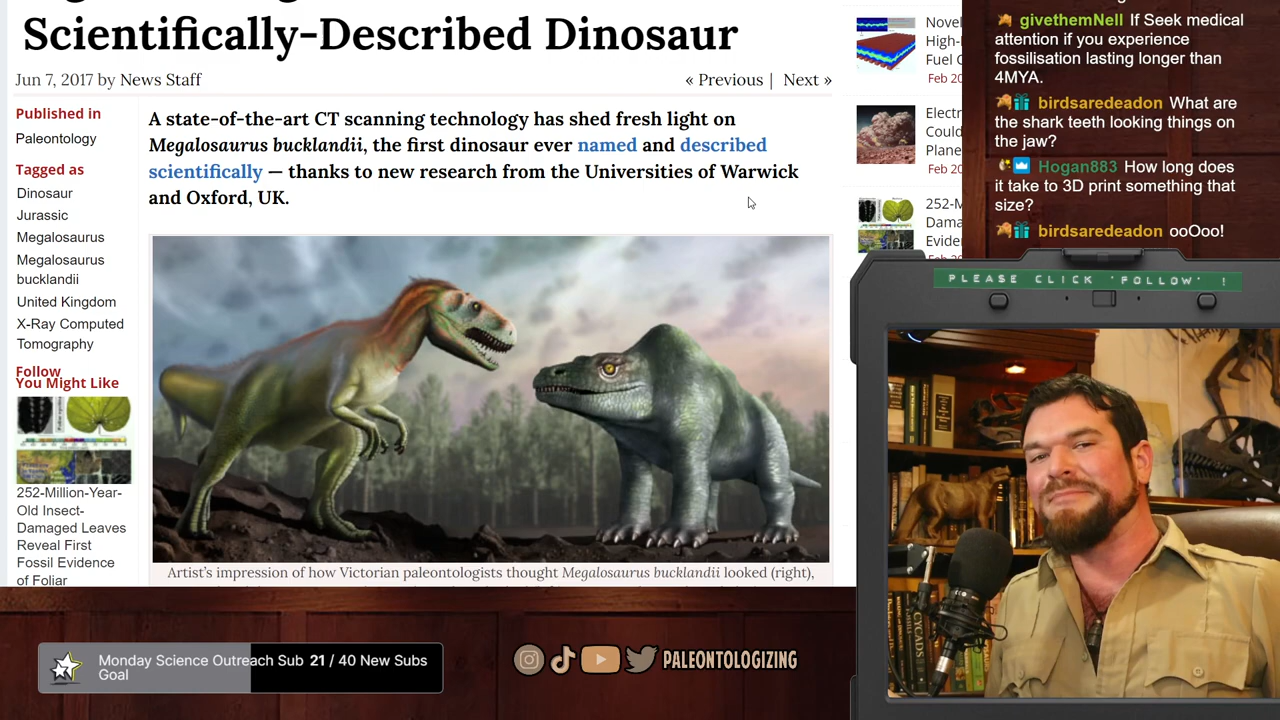 Scientifically-Described Dinosaur
Jun 7, 2017 by News Staff
« Previous | Next »
Published in
Paleontology
Tagged as
Dinosaur
Jurassic
Megalosaurus
Megalosaurus
bucklandii
United Kingdom
X-Ray Computed
Tomography
Follow
You Might Like
252-Million-Year-
Old Insect-
Damaged Leaves
Reveal First
Fossil Evidence
of Foliar
A state-of-the-art CT scanning technology has shed fresh light on
Megalosaurus bucklandii, the first dinosaur ever named and described
scientifically — thanks to new research from the Universities of Warwick
and Oxford, UK.
Artist's impression of how Victorian paleontologists thought Megalosaurus bucklandii looked (right),
Novel
High-
Fuel
Feb 20
Electr
Could
Plane
Feb 20
252-M
Dama
Evide
givethemNell If Seek medical
attention if you experience
fossilisation lasting longer than
4MYA.
birdsaredeadon What are
the shark teeth looking things on
the jaw?
Hogan883 How long does
it take to 3D print something that
size?
birdsaredeadon ooOoo!
PLEASE CLICK 'FOLLOW' !
CYCADS
Monday Science Outreach Sub 21 / 40 New Subs
Goal
PALEONTOLOGIZING